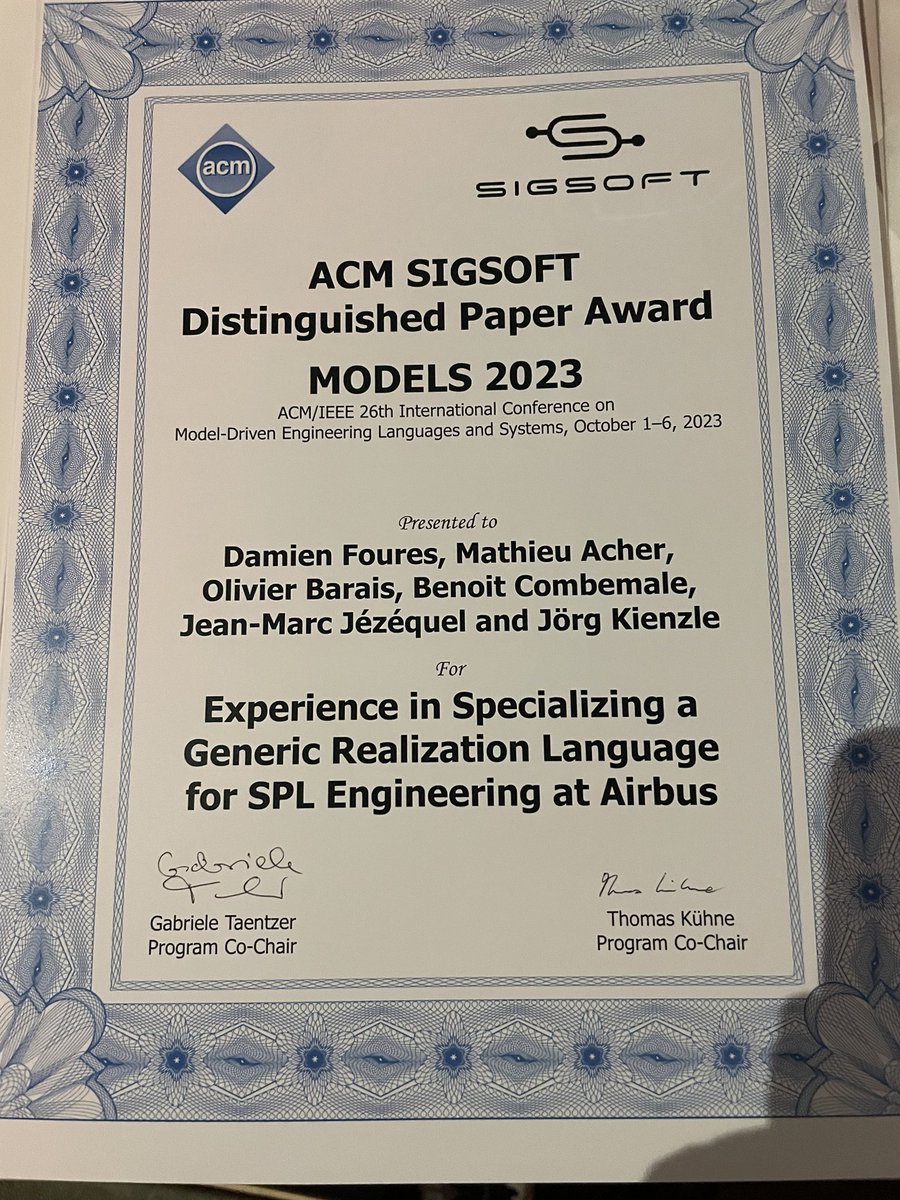 acm
SIGSOFT
ACM SIGSOFT
Distinguished Paper Award
MODELS 2023
ACM/IEEE 26th International Conference on
Model-Driven Engineering Languages and Systems, October 1–6, 2023
Presented to
Damien Foures, Mathieu Acher,
Olivier Barais, Benoit Combemale,
Jean-Marc Jézéquel and Jörg Kienzle
For
Experience in Specializing a
Generic Realization Language
for SPL Engineering at Airbus
Gabriele Taentzer
Program Co-Chair
Thomas Kühne
Program Co-Chair